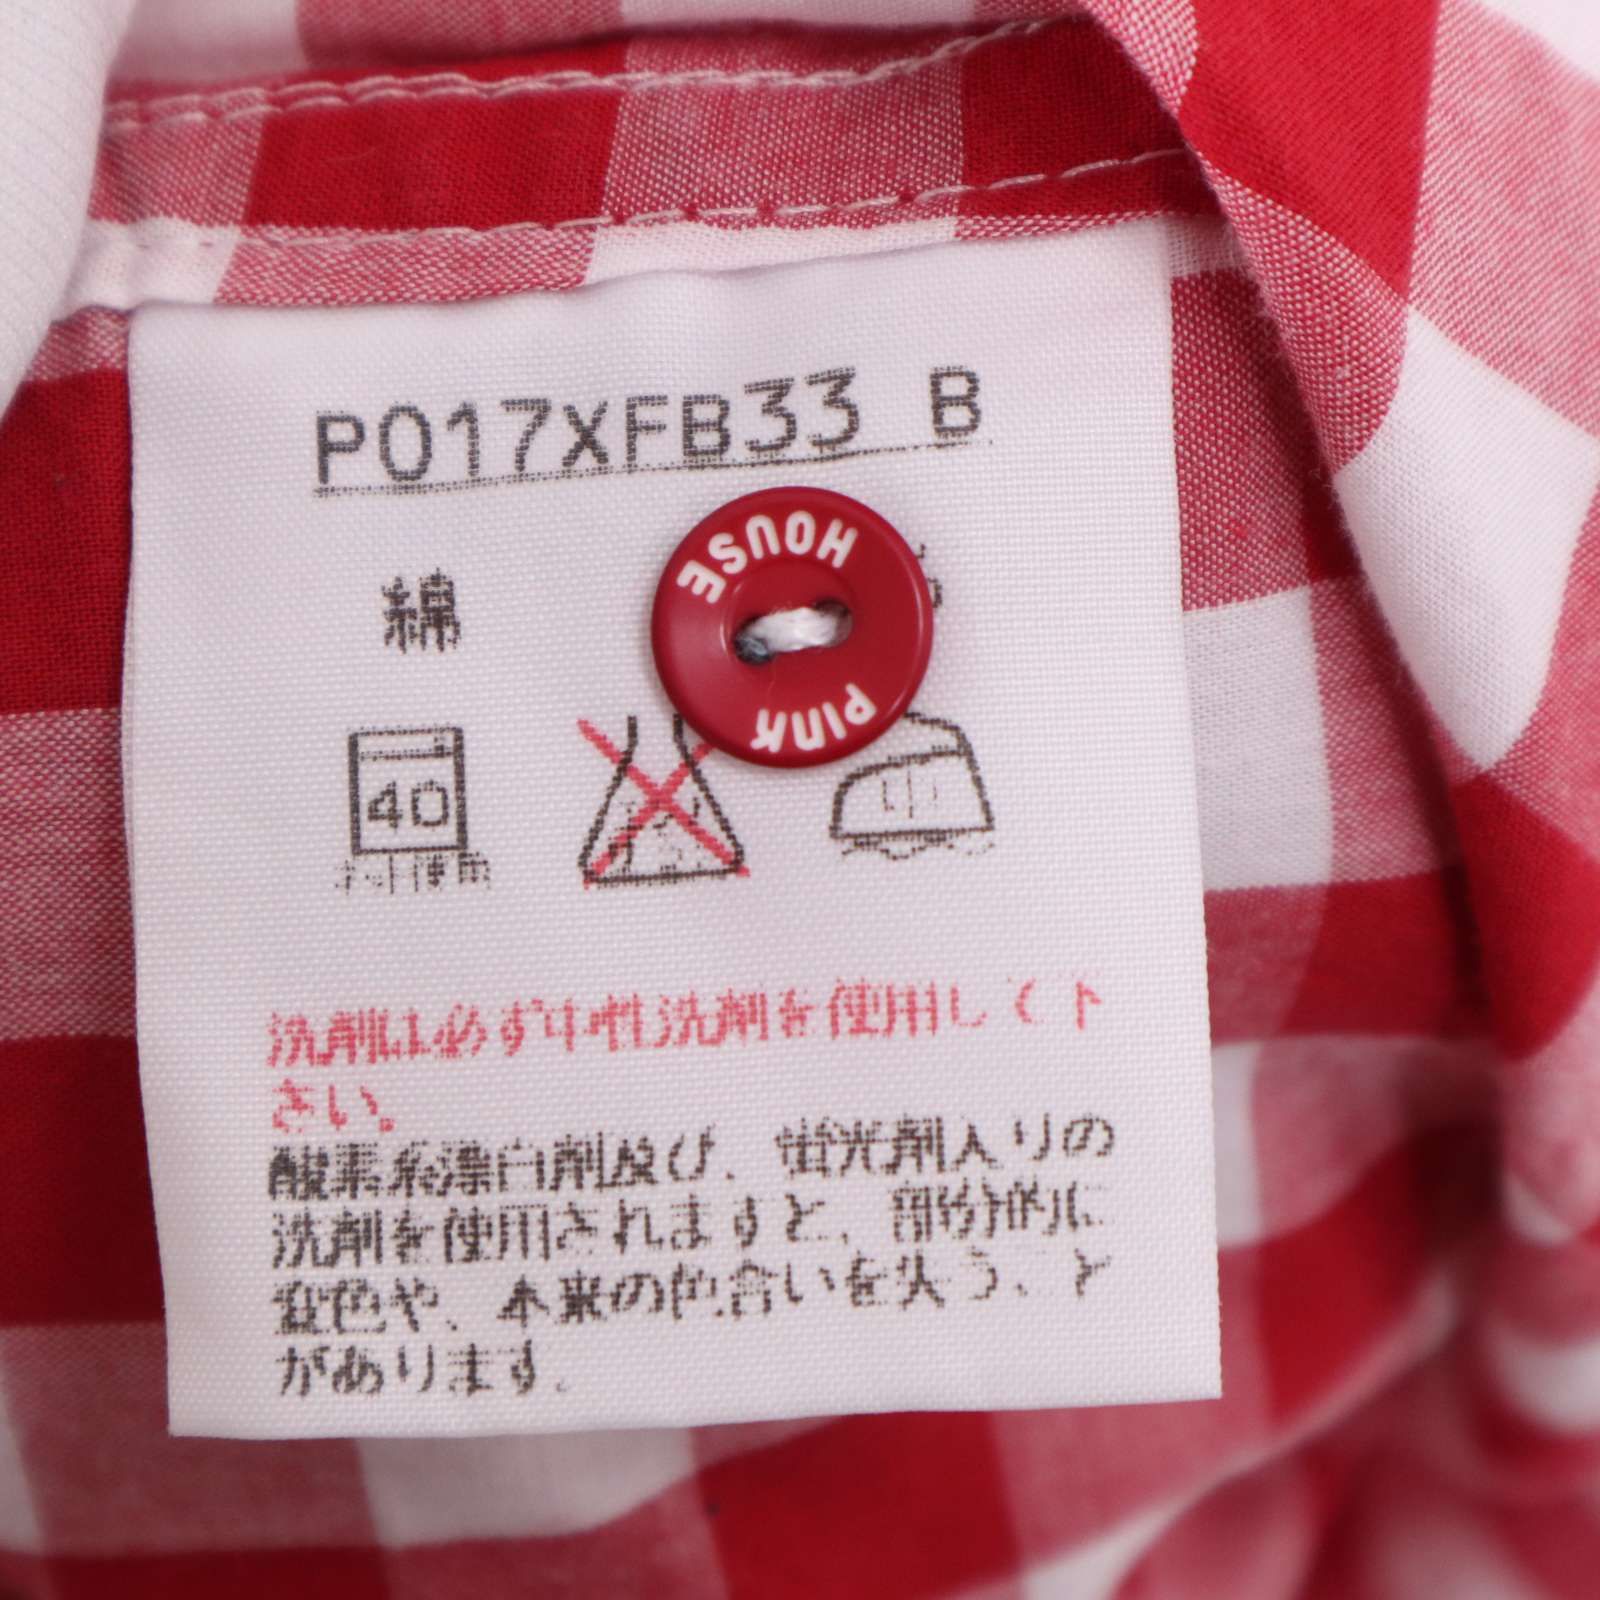 P017XFB33 B
綿
HOUSE
PINK
40
洗剤は必ず中性洗剤を使用して下
さい。
酸素系漂白剤及び、蛍光剤入りの
洗剤を使用されますと、部分的に
変色や、本来の色合いを失うこと
があります。